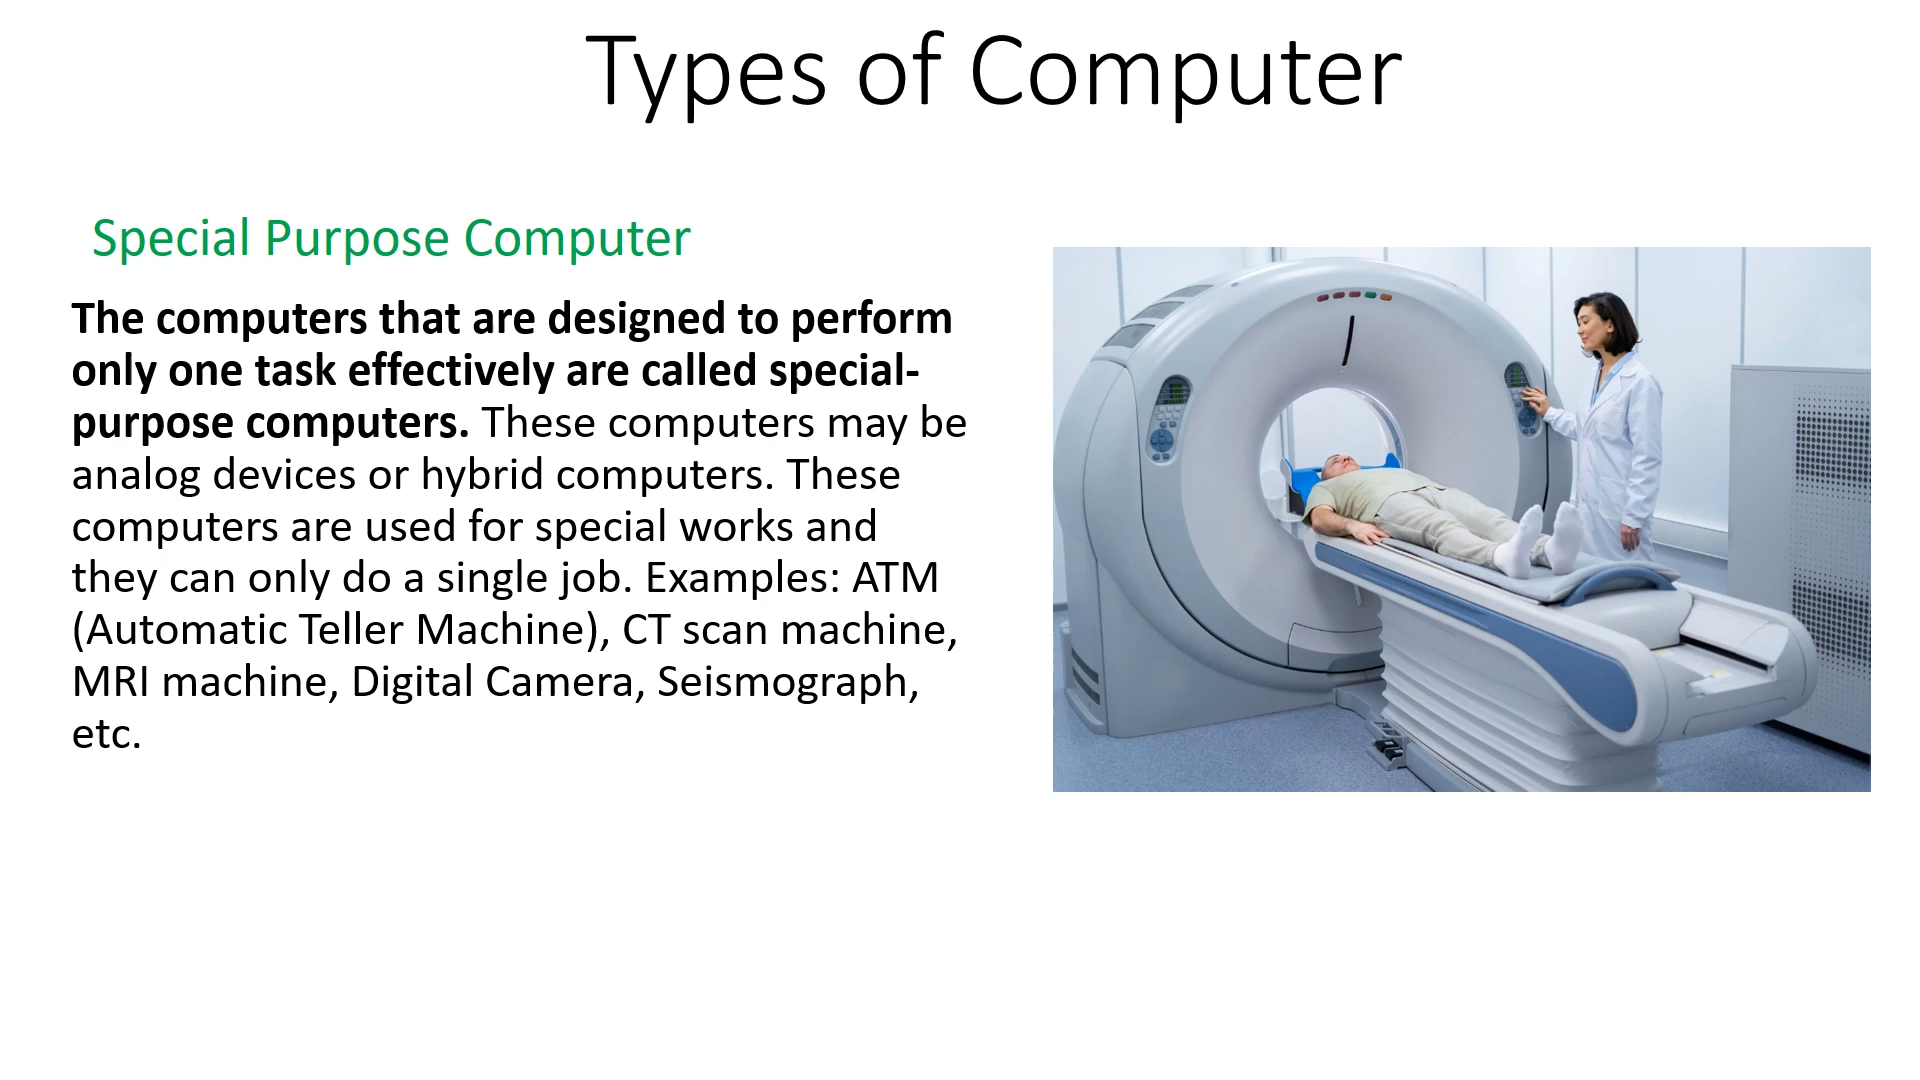 Types of Computer
Special Purpose Computer
The computers that are designed to perform
only one task effectively are called special-
purpose computers. These computers may be
analog devices or hybrid computers. These
computers are used for special works and
they can only do a single job. Examples: ATM
(Automatic Teller Machine), CT scan machine,
MRI machine, Digital Camera, Seismograph,
etc.